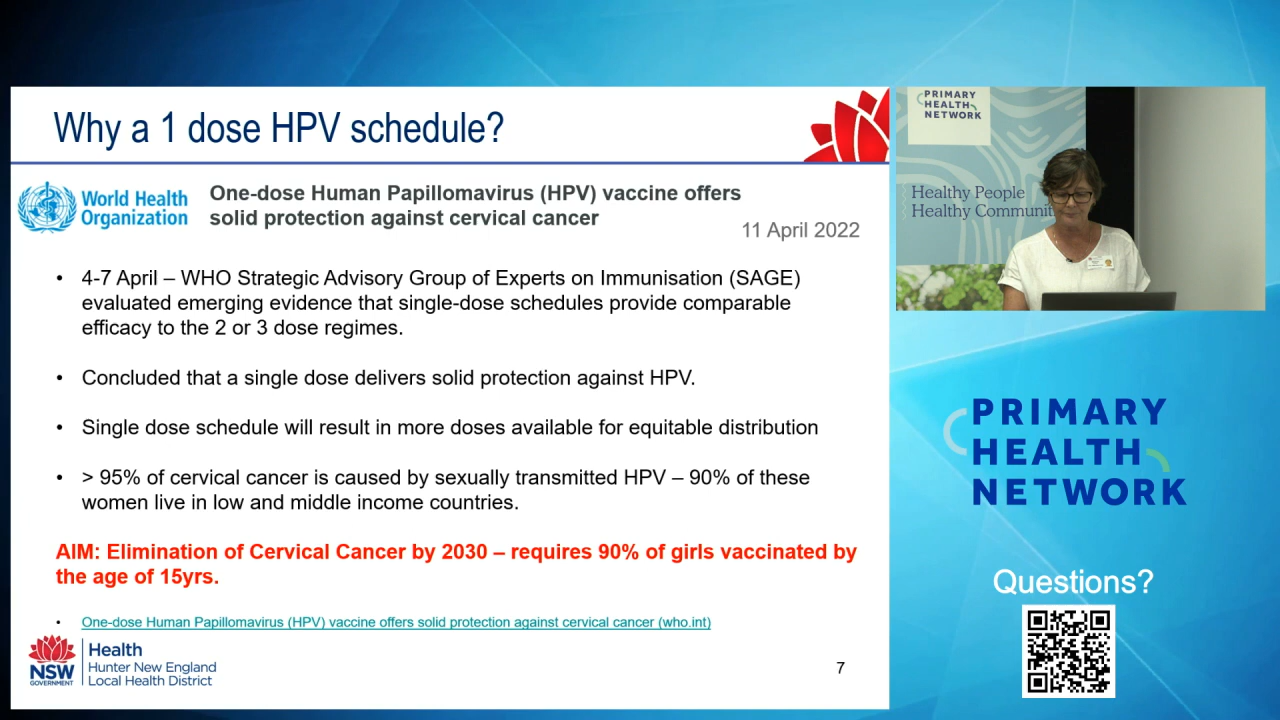 Why a 1 dose HPV schedule?
World Health
Organization
One-dose Human Papillomavirus (HPV) vaccine offers
solid protection against cervical cancer
11 April 2022
• 4-7 April – WHO Strategic Advisory Group of Experts on Immunisation (SAGE)
evaluated emerging evidence that single-dose schedules provide comparable
efficacy to the 2 or 3 dose regimes.
• Concluded that a single dose delivers solid protection against HPV.
• Single dose schedule will result in more doses available for equitable distribution
• > 95% of cervical cancer is caused by sexually transmitted HPV – 90% of these
women live in low and middle income countries.
AIM: Elimination of Cervical Cancer by 2030 – requires 90% of girls vaccinated by
the age of 15yrs.
• One-dose Human Papillomavirus (HPV) vaccine offers solid protection against cervical cancer (who.int)
NSW
GOVERNMENT
Health
Hunter New England
Local Health District
7
PRIMARY
HEALTH
NETWORK
Healthy People
Healthy Communit
PRIMARY
HEALTH
NETWORK
Questions?